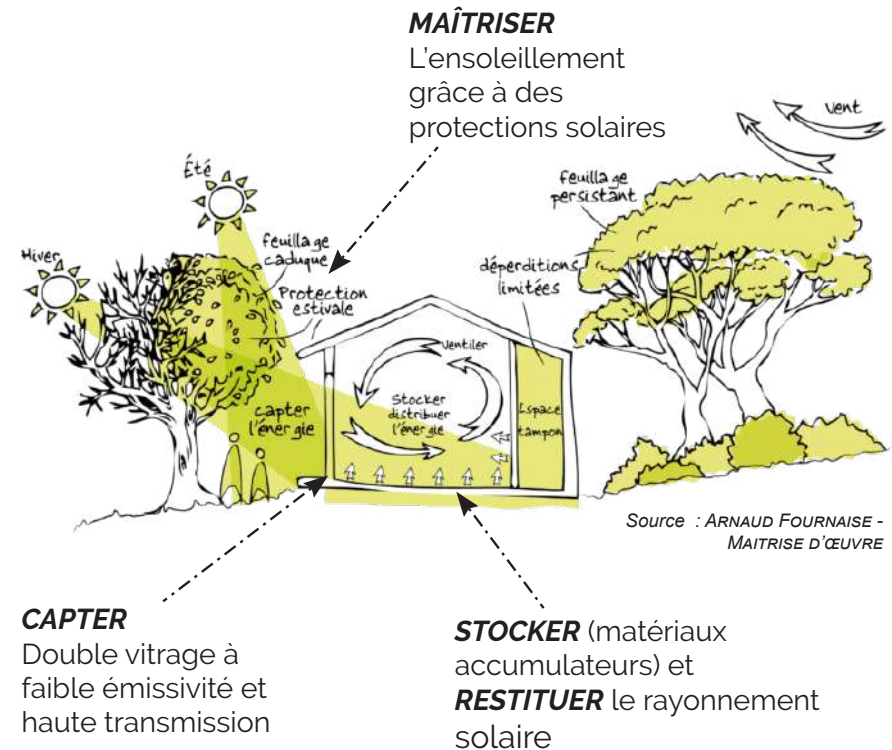 MAÎTRISER
L'ensoleillement
grâce à des
protections solaires
vent
Été
feuillage
persistant
Hiver
feuillage
caduque
déperditions
limitées
Protection
estivale
ventiler
capter
l'énergie
Stocker
distribuer
l'énergie
Espace
tampon
Source : ARNAUD FOURNAISE -
MAITRISE D'ŒUVRE
CAPTER
Double vitrage à
faible émissivité et
haute transmission
STOCKER (matériaux
accumulateurs) et
RESTITUER le rayonnement
solaire